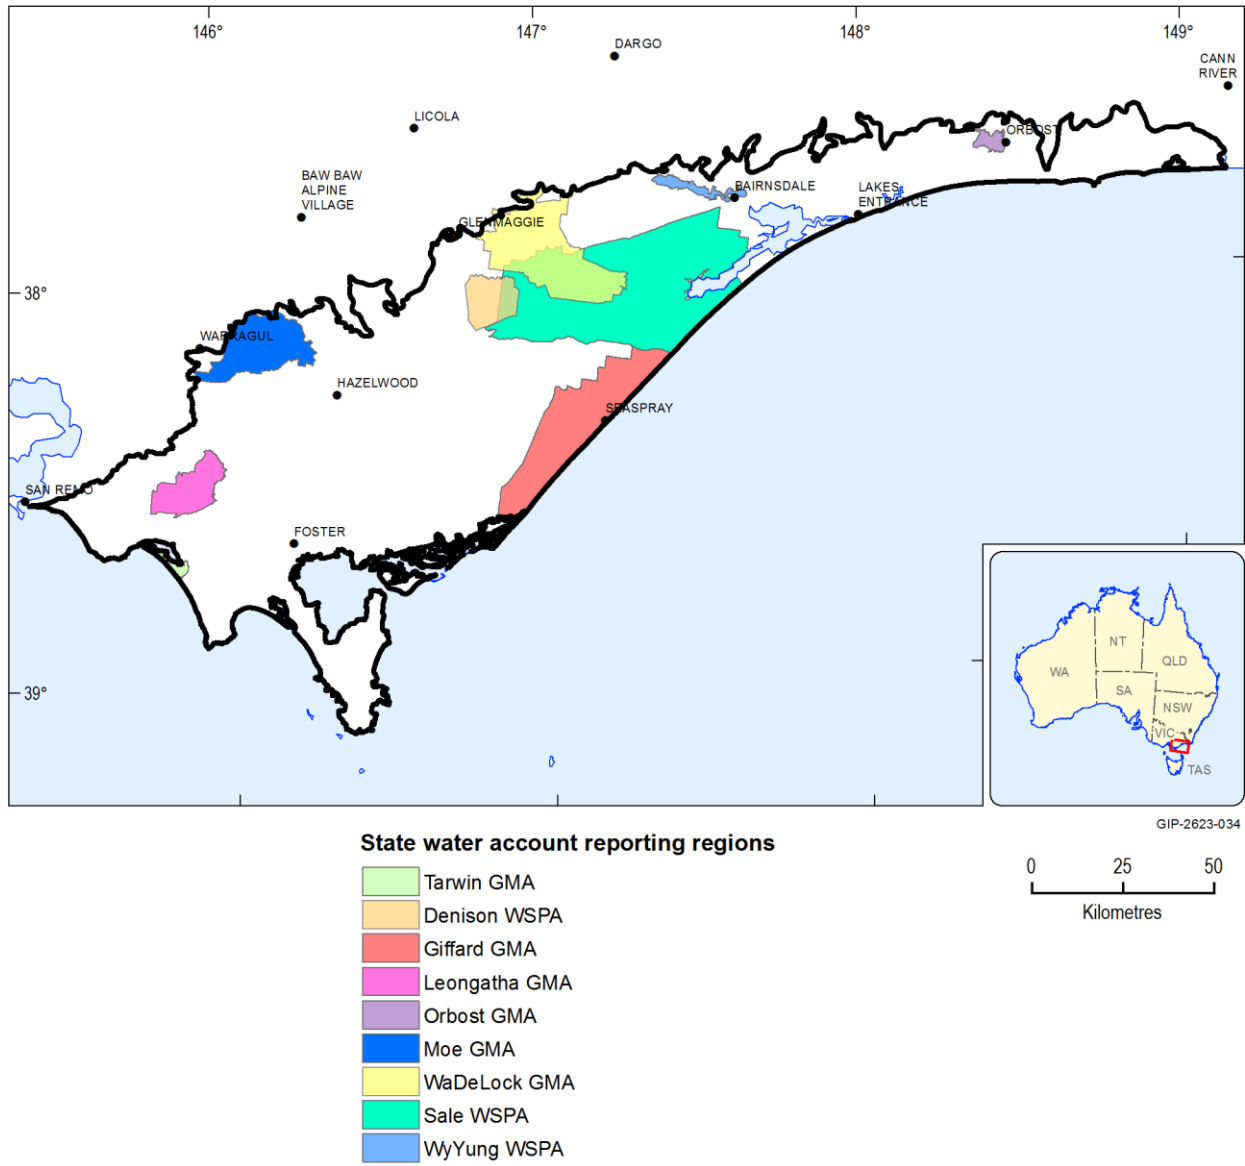 146°
147°
148°
149°
DARGO
CANN
RIVER
LICOLA
ORBOST
BAW BAW
ALPINE
VILLAGE
BAIRNSDALE
LAKES
ENTRANCE
GLENMAGGIE
38°
WARRAGUL
HAZELWOOD
SEASPRAY
SAN REMO
FOSTER
39°
NT
WA
QLD
SA
NSW
VIC
TAS
GIP-2623-034
State water account reporting regions
Tarwin GMA
Denison WSPA
Giffard GMA
Leongatha GMA
Orbost GMA
Moe GMA
WaDeLock GMA
Sale WSPA
WyYung WSPA
0 25 50
Kilometres